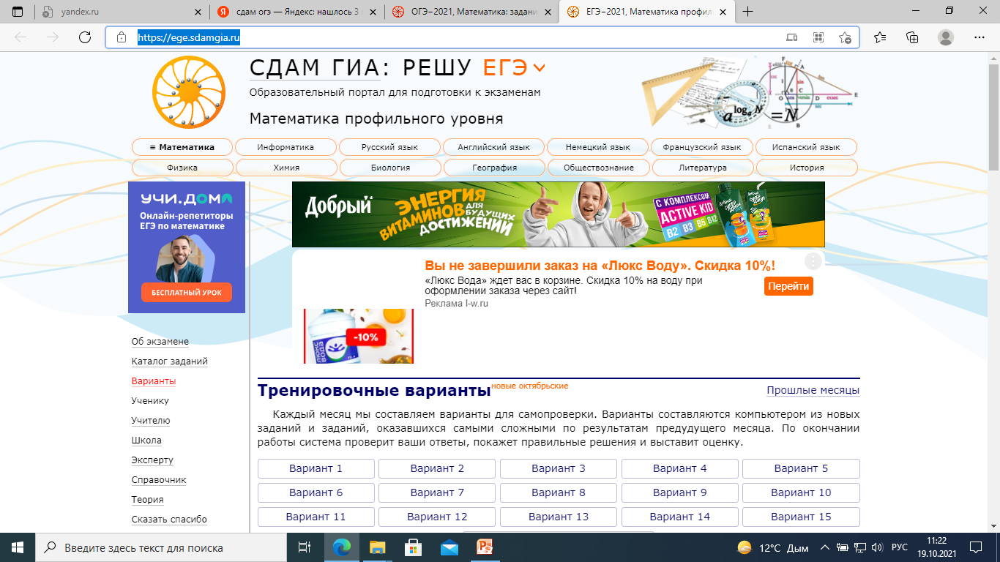 yandex.ru
сдам огэ — Яндекс: нашлось 3
ОГЭ–2021, Математика: задани
ЕГЭ–2021, Математика профил
https://ege.sdamgia.ru
СДАМ ГИА: РЕШУ ЕГЭ
Образовательный портал для подготовки к экзаменам
Математика профильного уровня
≡ Математика
Информатика
Русский язык
Английский язык
Немецкий язык
Французский язык
Испанский язык
Физика
Химия
Биология
География
Обществознание
Литература
История
УЧИ.ДОМА
Онлайн-репетиторы
ЕГЭ по математике
БЕСПЛАТНЫЙ УРОК
Добрый
ЭНЕРГИЯ
ВИТАМИНОВ
ДЛЯ БУДУЩИХ
ДОСТИЖЕНИЙ
С КОМПЛЕКСОМ
ACTIVE KID
B2 B3 B6 B12
Вы не завершили заказ на «Люкс Воду». Скидка 10%!
«Люкс Вода» ждет вас в корзине. Скидка 10% на воду при
оформлении заказа через сайт!
Реклама l-w.ru
Перейти
-10%
Об экзамене
Каталог заданий
Варианты
Ученику
Учителю
Школа
Эксперту
Справочник
Теория
Сказать спасибо
Тренировочные варианты новые октябрьские
Прошлые месяцы
Каждый месяц мы составляем варианты для самопроверки. Варианты составляются компьютером из новых
заданий и заданий, оказавшихся самыми сложными по результатам предудущего месяца. По окончании
работы система проверит ваши ответы, покажет правильные решения и выставит оценку.
Вариант 1
Вариант 2
Вариант 3
Вариант 4
Вариант 5
Вариант 6
Вариант 7
Вариант 8
Вариант 9
Вариант 10
Вариант 11
Вариант 12
Вариант 13
Вариант 14
Вариант 15
Введите здесь текст для поиска
12°C Дым
РУС
11:22
19.10.2021